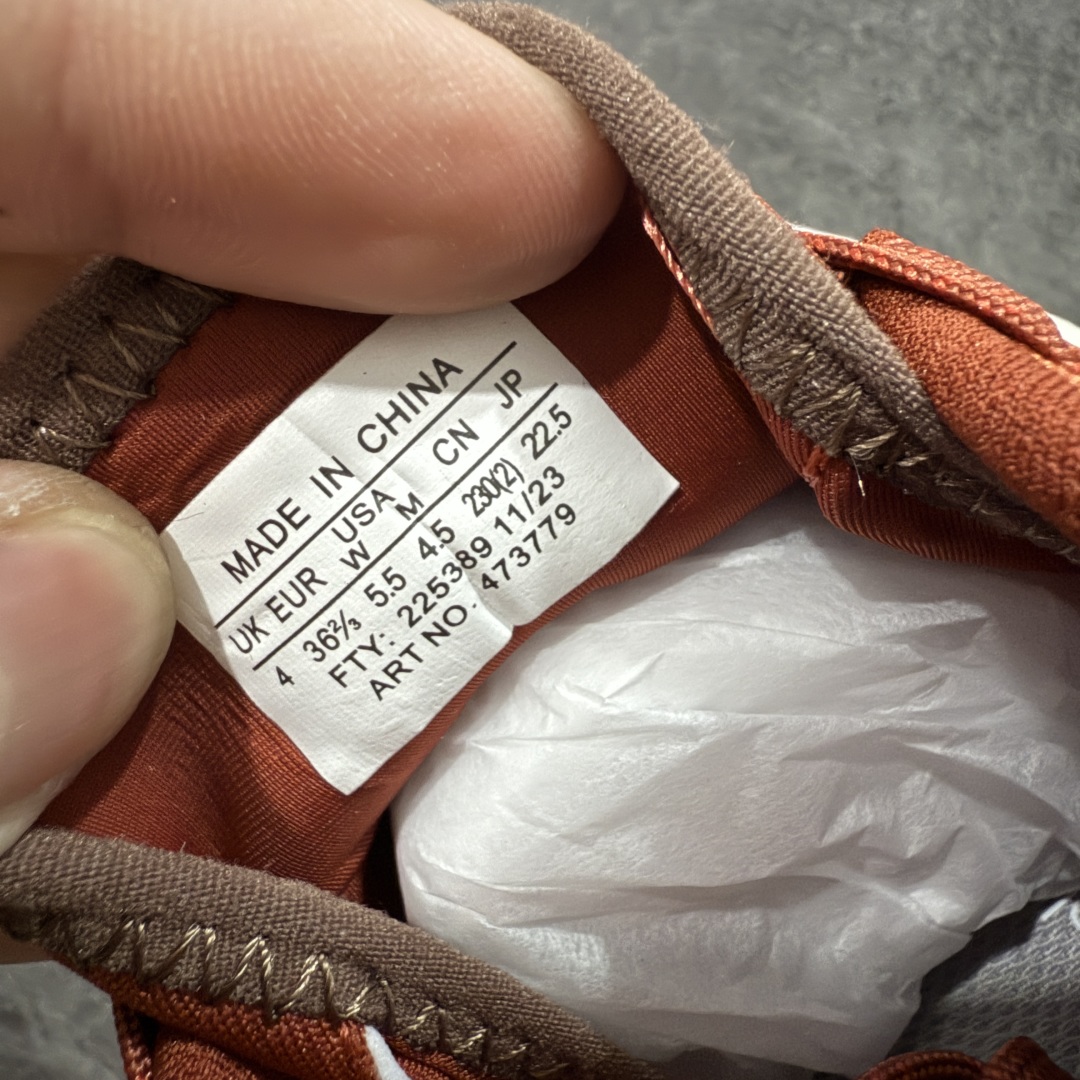 MADE IN CHINA
UK EUR USA CN JP
W M
4 36⅔ 5.5 4.5 230(2) 22.5
FTY: 225389 11/23
ART NO. 473779